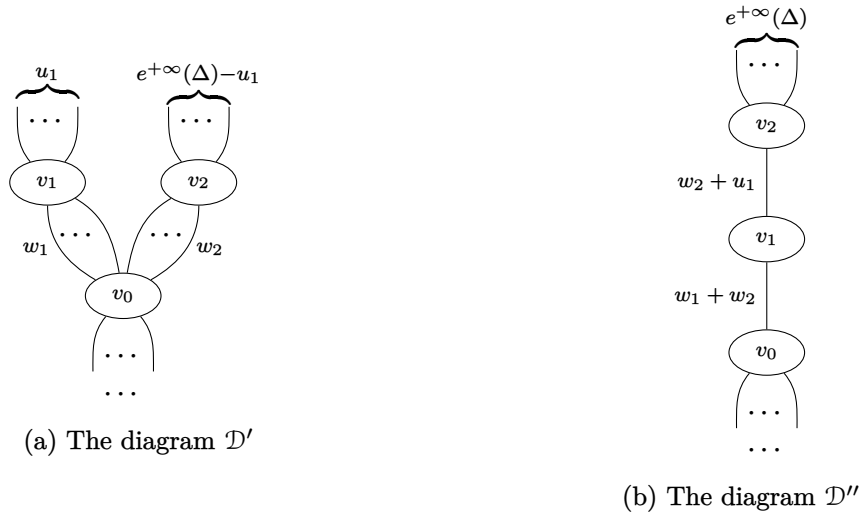 u₁
e⁺∞(Δ)−u₁
...
...
v₁
v₂
w₁
...
...
w₂
v₀
...
...
(a) The diagram 𝒟′
e⁺∞(Δ)
...
v₂
w₂ + u₁
v₁
w₁ + w₂
v₀
...
...
(b) The diagram 𝒟″